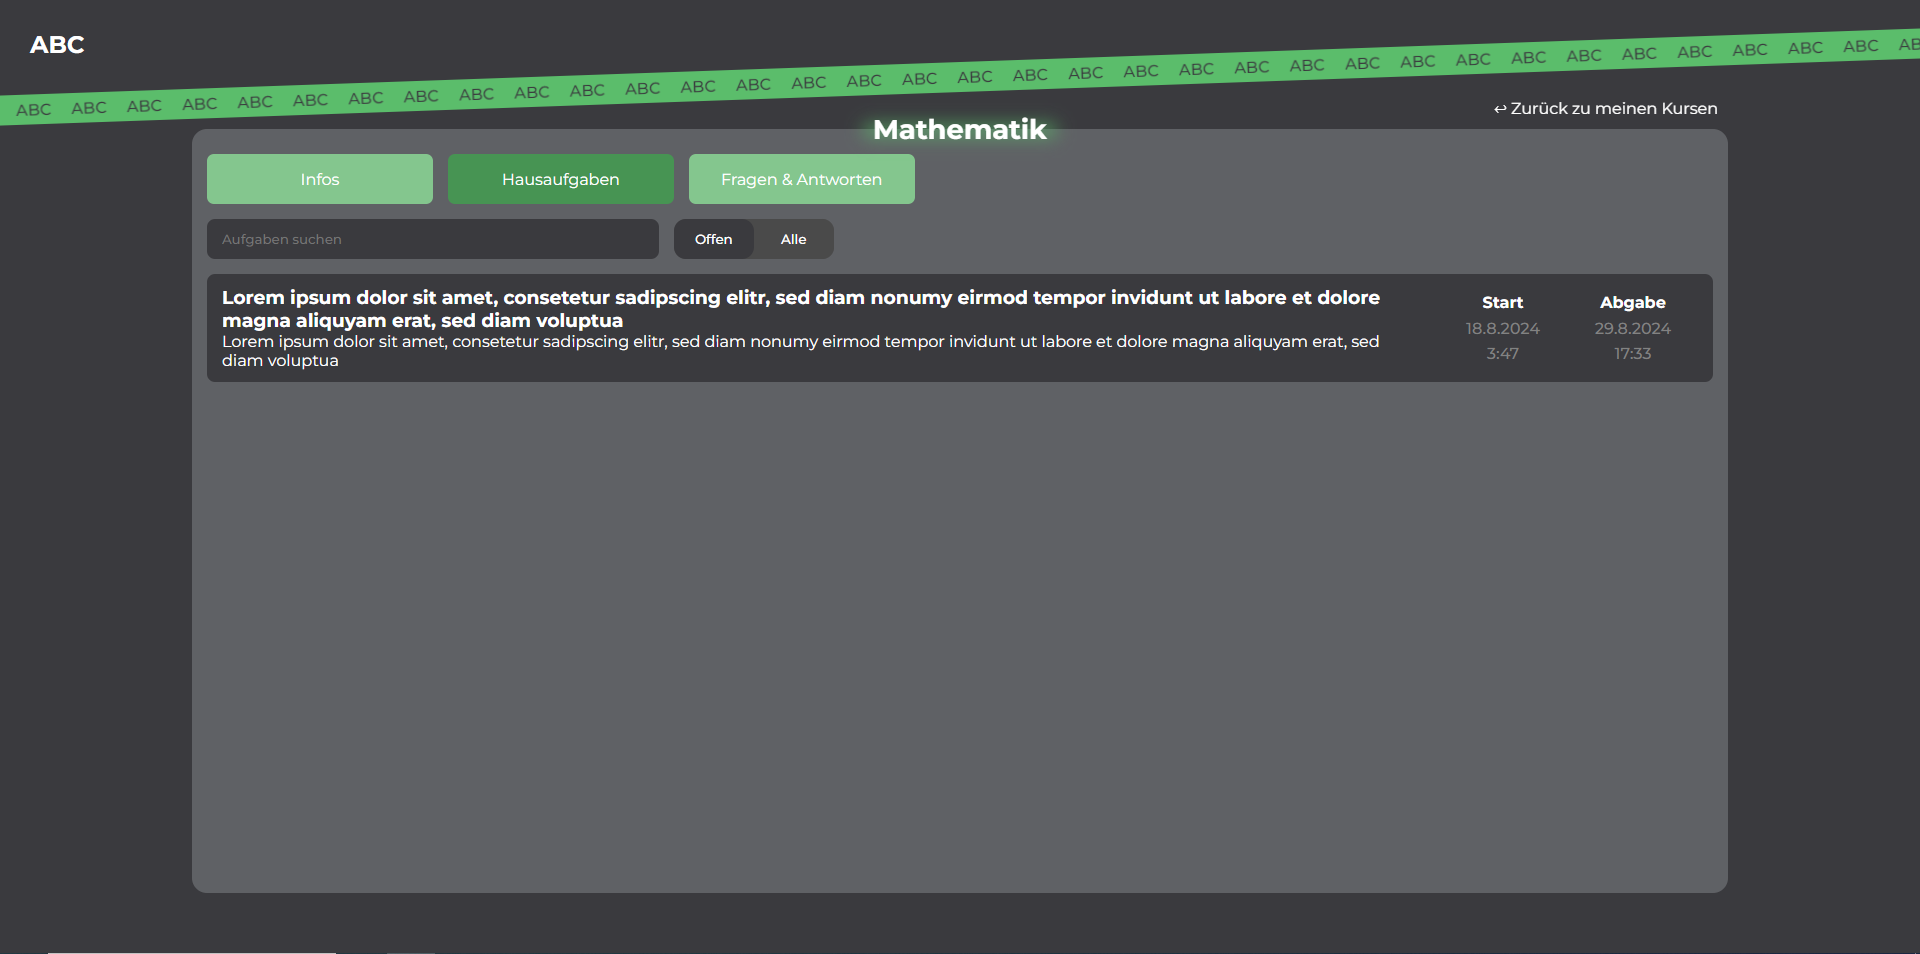 ABC
ABC ABC ABC ABC ABC ABC ABC ABC ABC ABC ABC ABC ABC ABC ABC ABC ABC ABC ABC ABC ABC ABC ABC ABC ABC ABC ABC ABC ABC ABC ABC ABC ABC ABC AB
↩ Zurück zu meinen Kursen
Mathematik
Infos Hausaufgaben Fragen & Antworten
Aufgaben suchen Offen Alle
Lorem ipsum dolor sit amet, consetetur sadipscing elitr, sed diam nonumy eirmod tempor invidunt ut labore et dolore
magna aliquyam erat, sed diam voluptua
Lorem ipsum dolor sit amet, consetetur sadipscing elitr, sed diam nonumy eirmod tempor invidunt ut labore et dolore magna aliquyam erat, sed
diam voluptua
Start
18.8.2024
3:47
Abgabe
29.8.2024
17:33